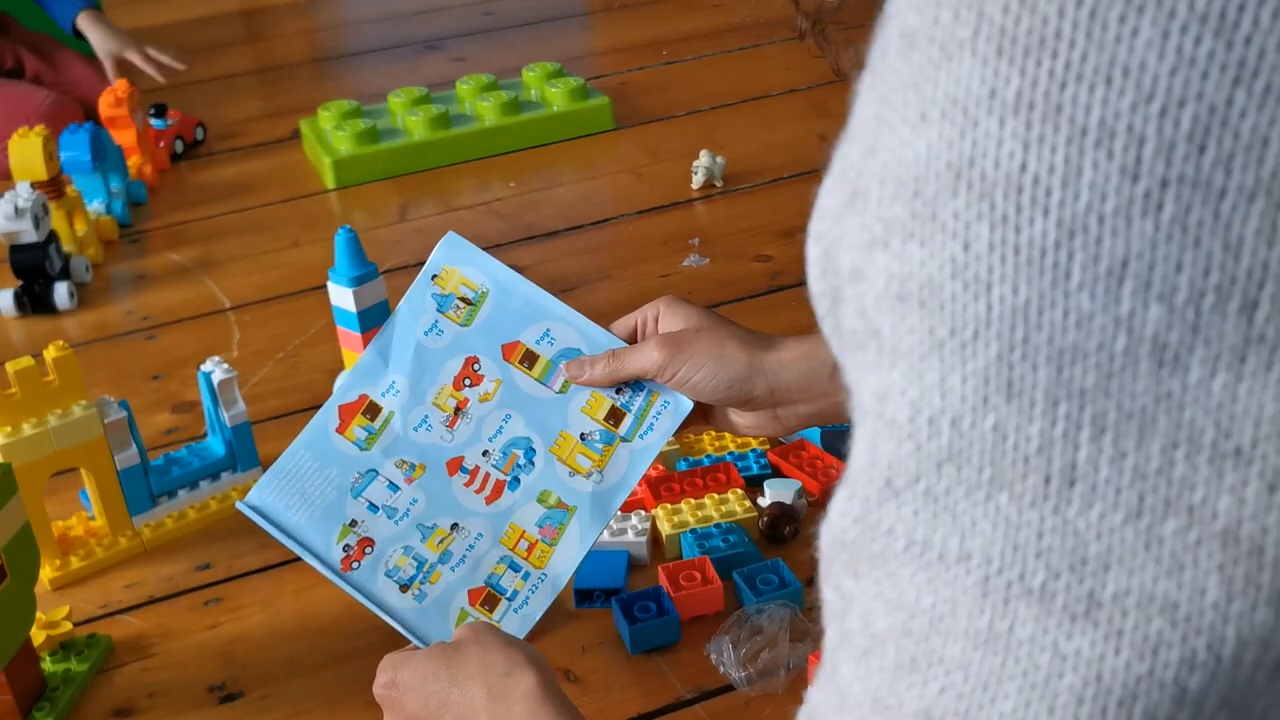 Page
15
Page
21
Page
14
Page
17
Page 24-25
Page 20
Page 16
Page 18-19
Page 22-23